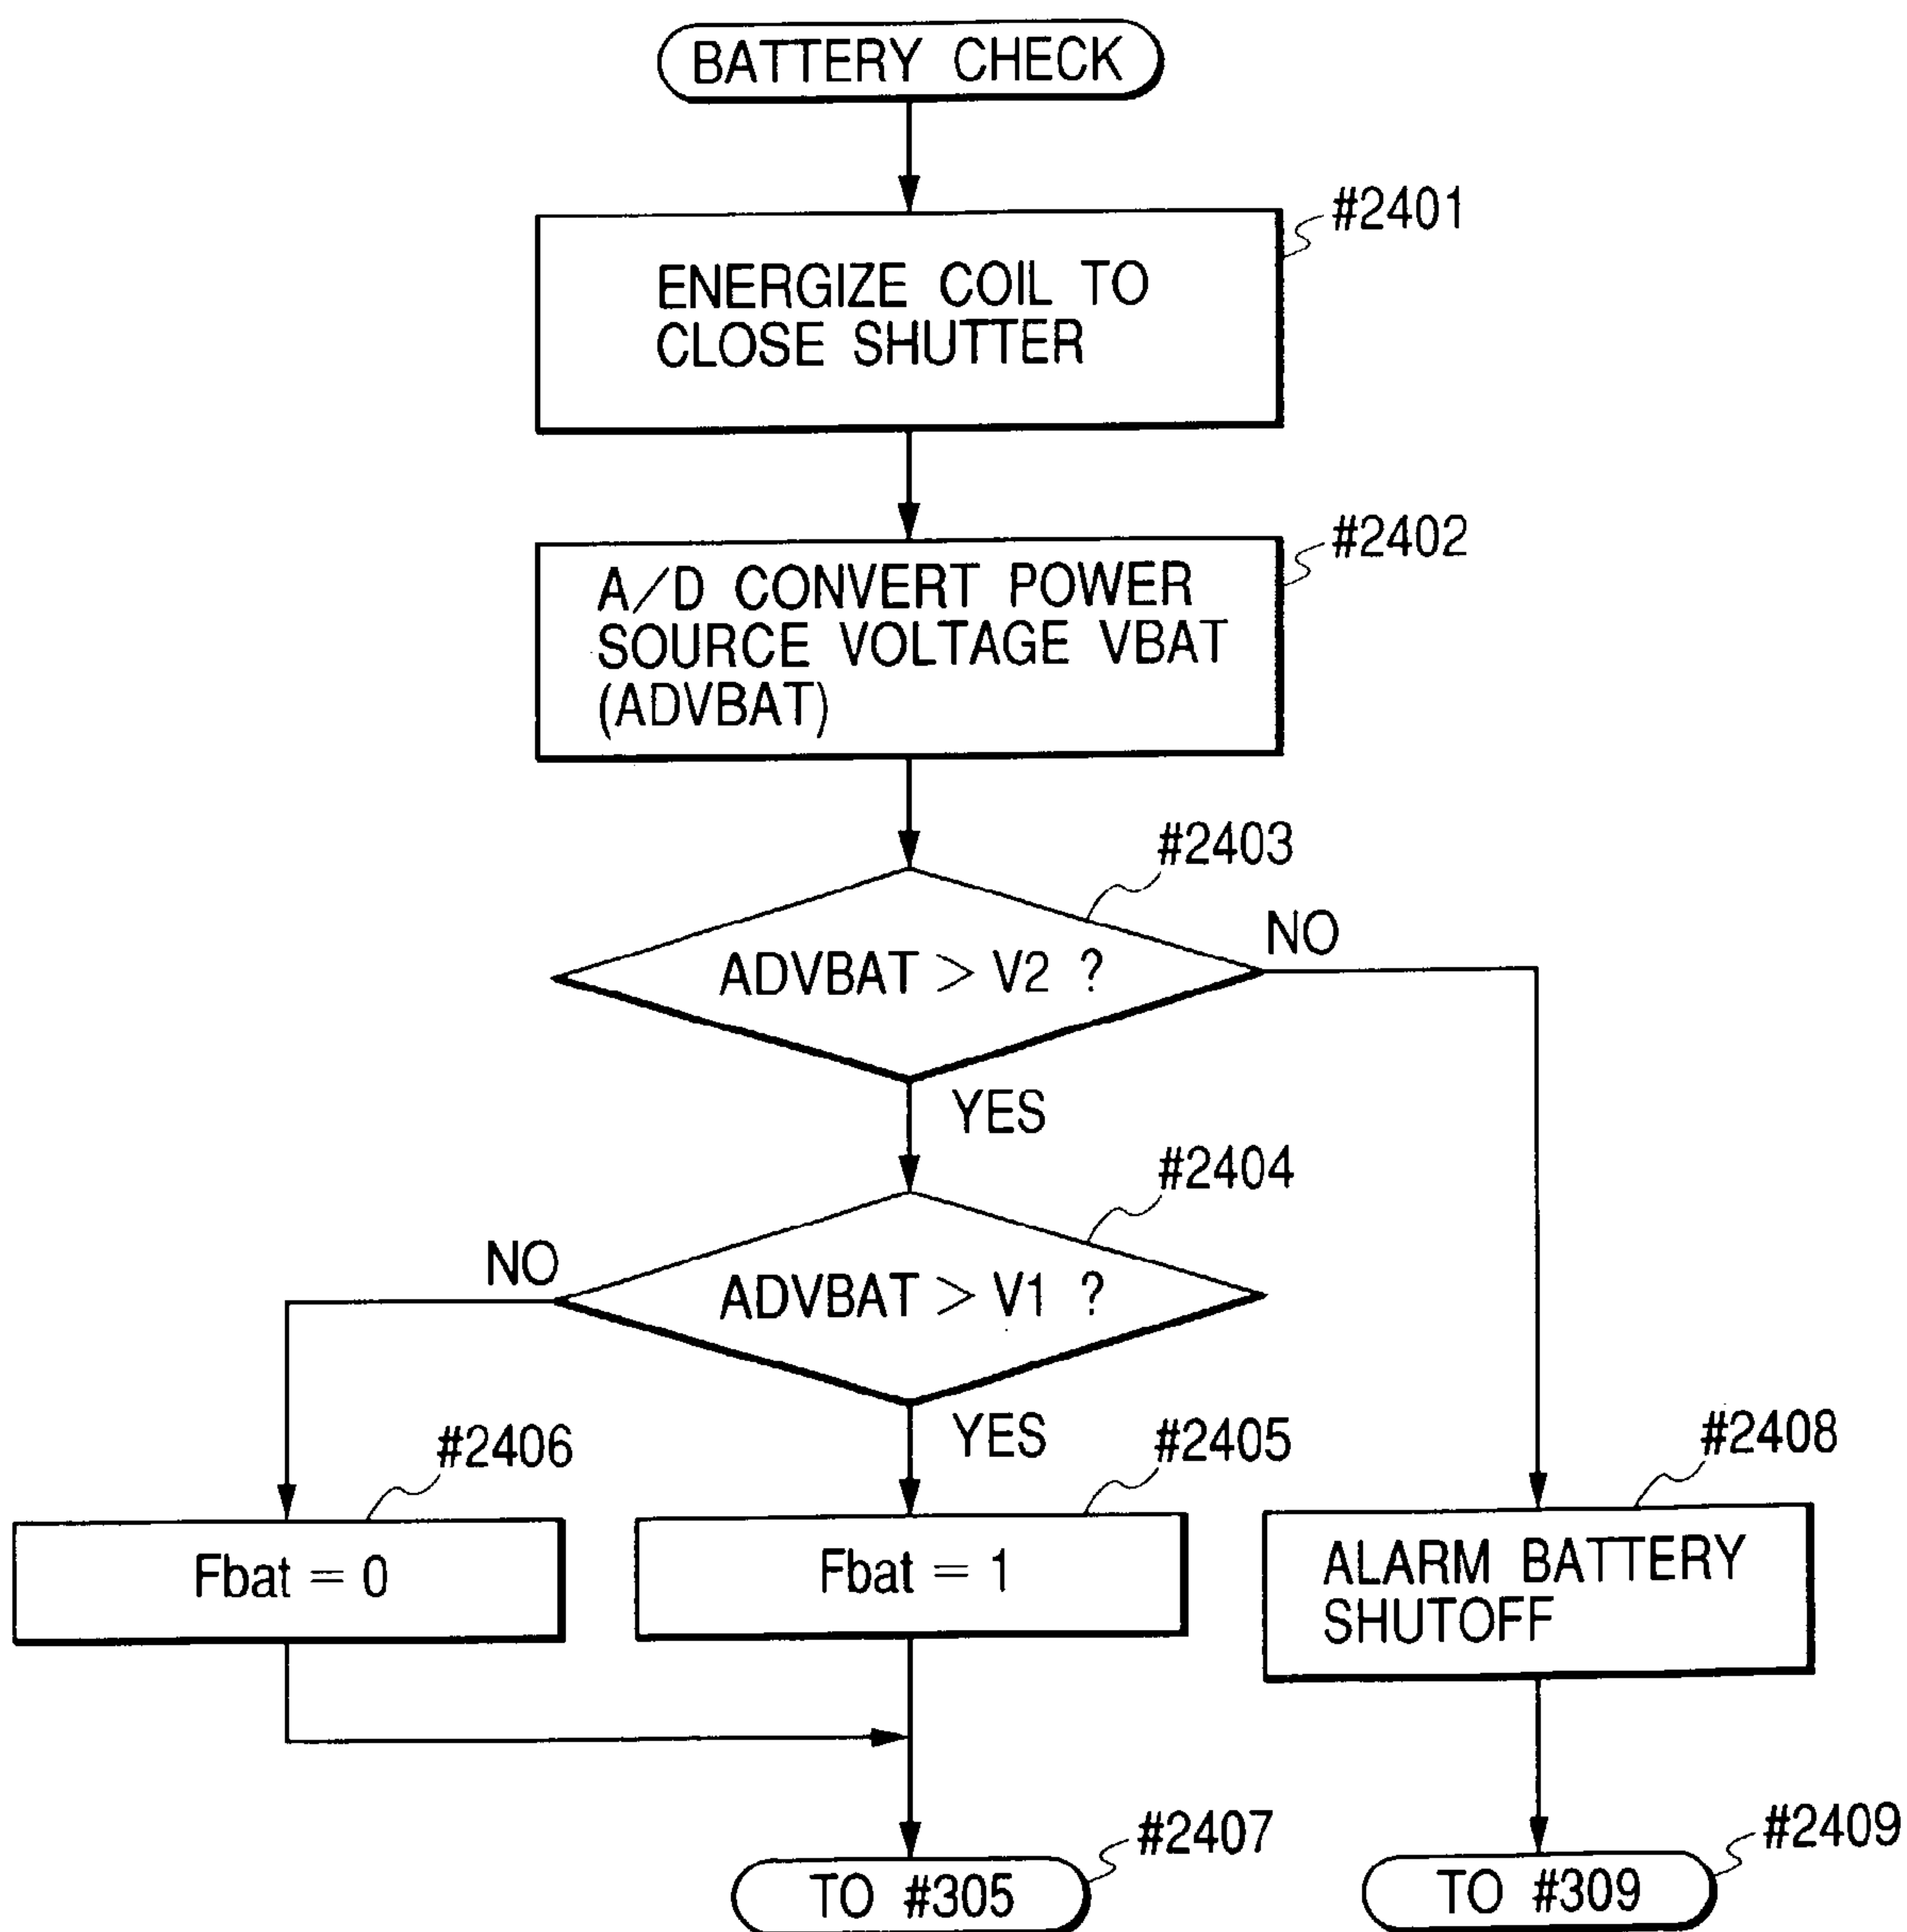 BATTERY CHECK
#2401
ENERGIZE COIL TO
CLOSE SHUTTER
#2402
A/D CONVERT POWER
SOURCE VOLTAGE VBAT
(ADVBAT)
#2403
ADVBAT > V2 ?
NO
YES
#2404
NO
ADVBAT > V1 ?
YES
#2406
#2405
#2408
Fbat = 0
Fbat = 1
ALARM BATTERY
SHUTOFF
#2407
#2409
TO #305
TO #309